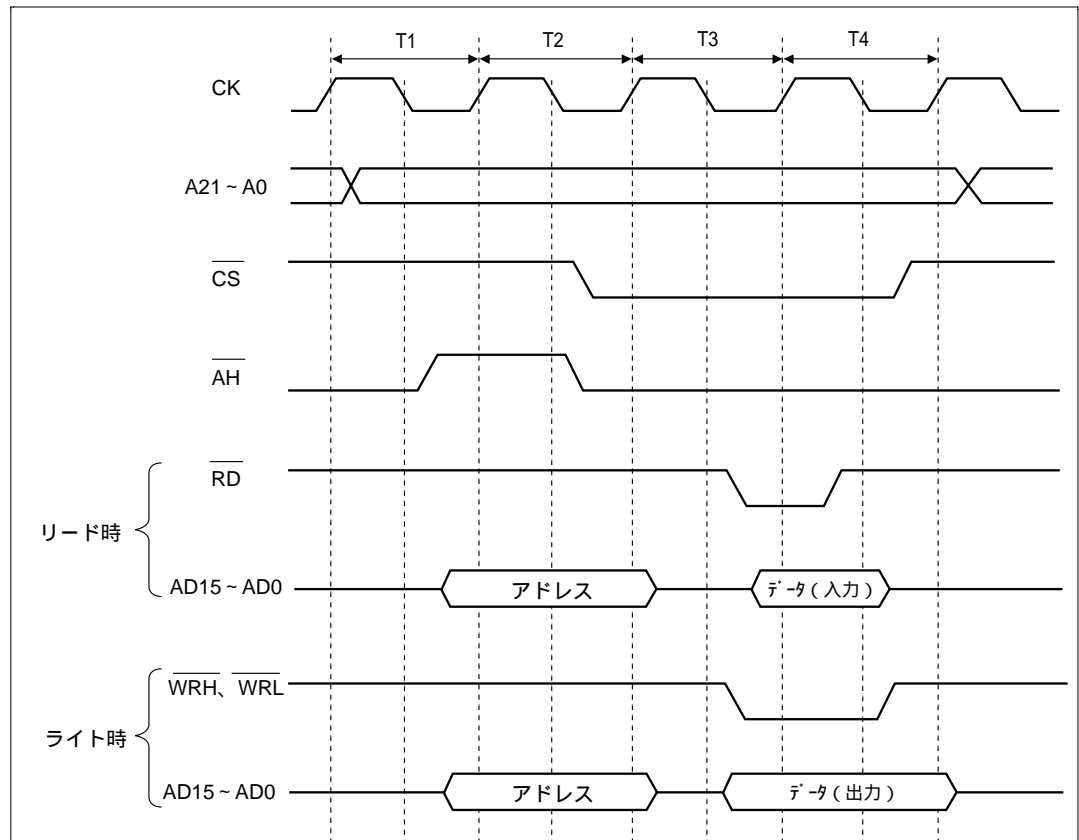 T1 T2 T3 T4
CK
A21 ~ A0
CS
AH
リード時
RD
AD15 ~ AD0 アドレス データ(入力)
ライト時
WRH、WRL
AD15 ~ AD0 アドレス データ(出力)